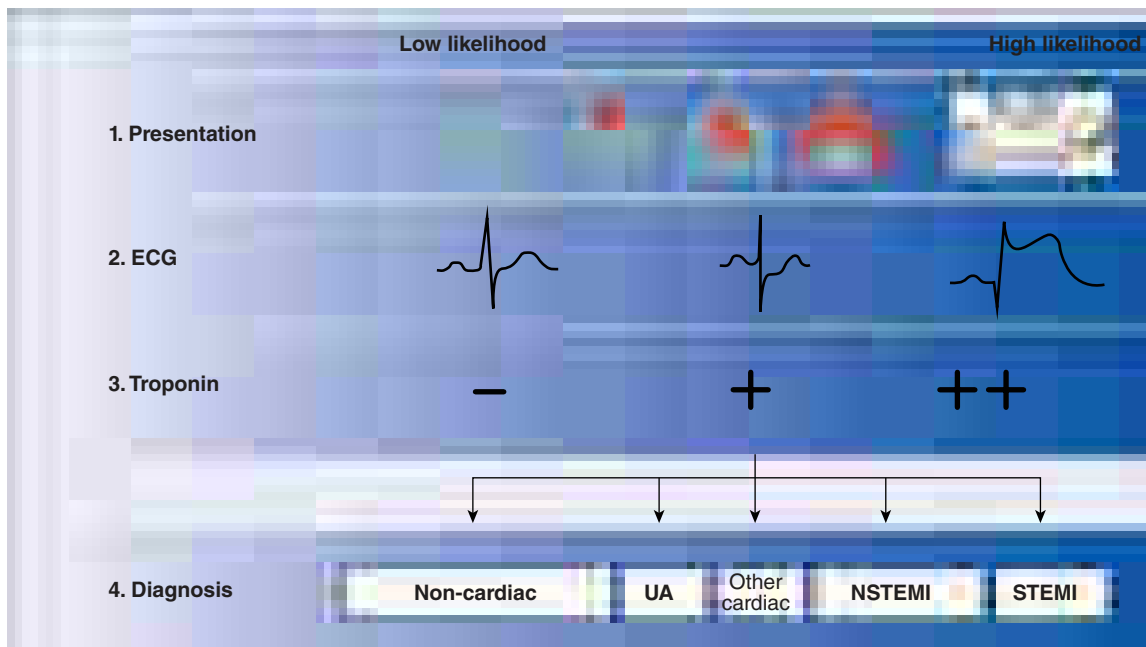 Low likelihood High likelihood
1. Presentation
2. ECG
3. Troponin
− + ++
4. Diagnosis
Non-cardiac UA Other cardiac NSTEMI STEMI